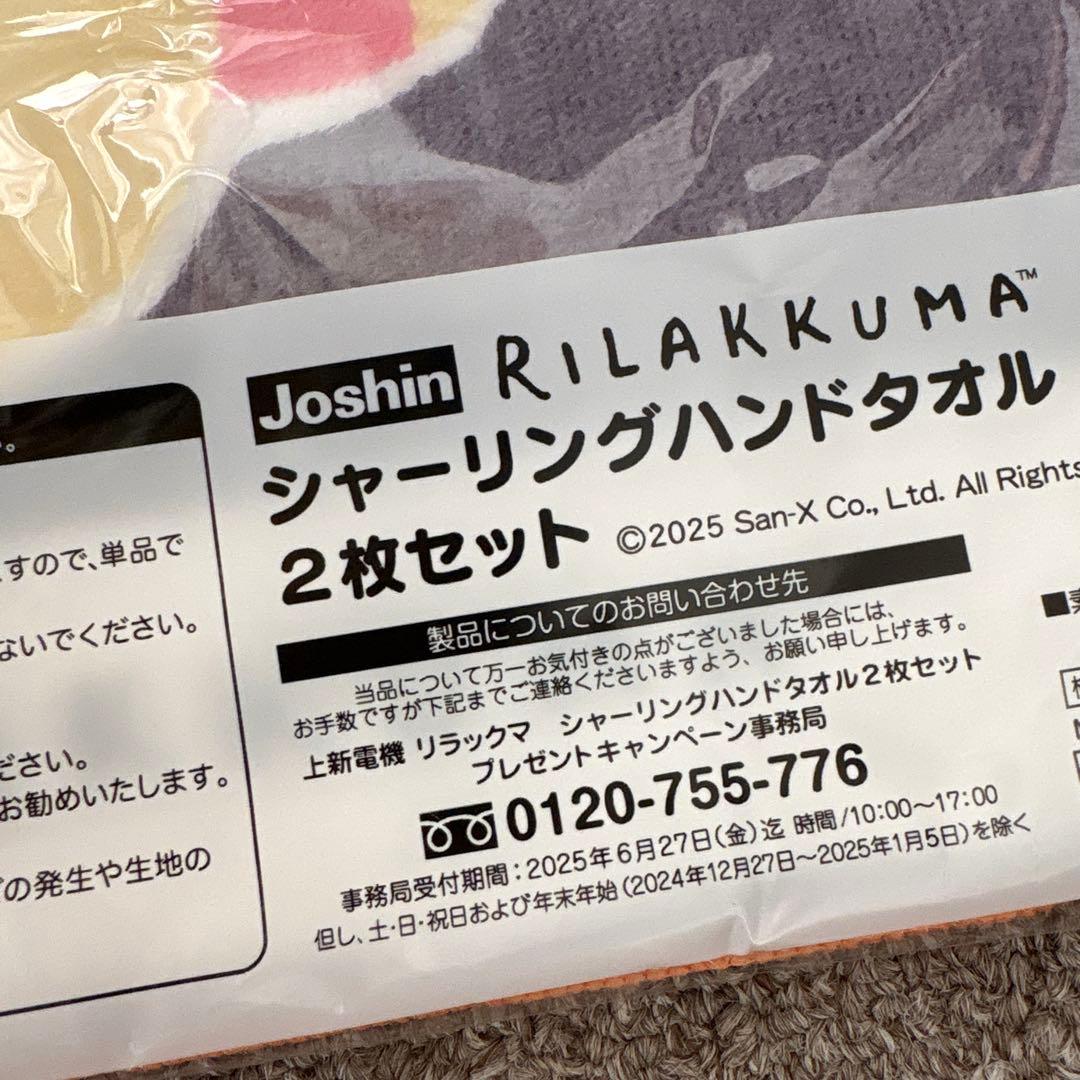 Joshin RILAKKUMA™
シャーリングハンドタオル
2枚セット ©2025 San-X Co., Ltd. All Rights
製品についてのお問い合わせ先
当品について万一お気付きの点がございました場合には、
お手数ですが下記までご連絡くださいますよう、お願い申し上げます。
上新電機 リラックマ シャーリングハンドタオル2枚セット
プレゼントキャンペーン事務局
0120-755-776
事務局受付期間:2025年6月27日(金)迄 時間/10:00〜17:00
但し、土・日・祝日および年末年始(2024年12月27日〜2025年1月5日)を除く
。
すので、単品で
ないでください。
ださい。
お勧めいたします。
の発生や生地の
■